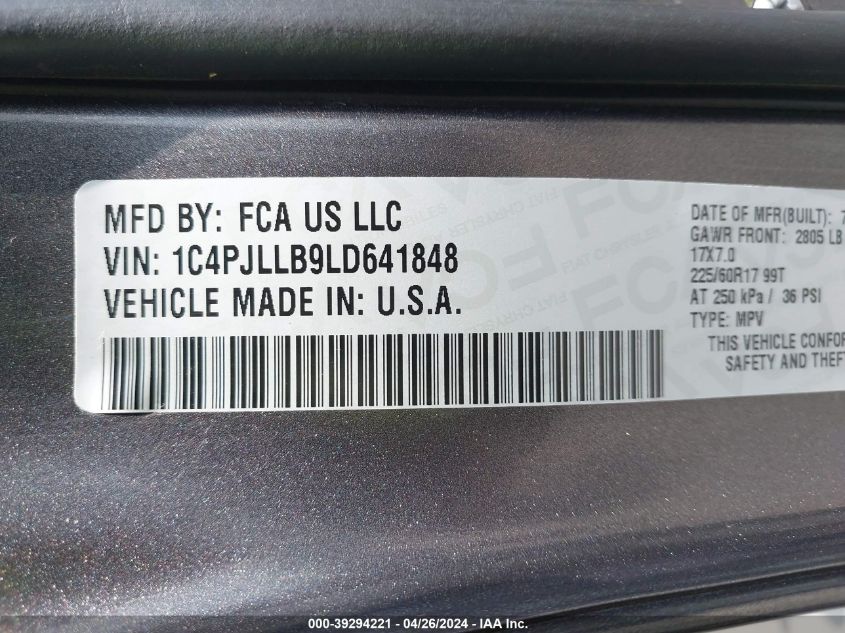 MFD BY: FCA US LLC
VIN: 1C4PJLLB9LD641848
VEHICLE MADE IN: U.S.A.
DATE OF MFR(BUILT): 7
GAWR FRONT: 2805 LB
17X7.0
225/60R17 99T
AT 250 kPa / 36 PSI
TYPE: MPV
THIS VEHICLE CONFOR
SAFETY AND THEFT
000-39294221 - 04/26/2024 - IAA Inc.